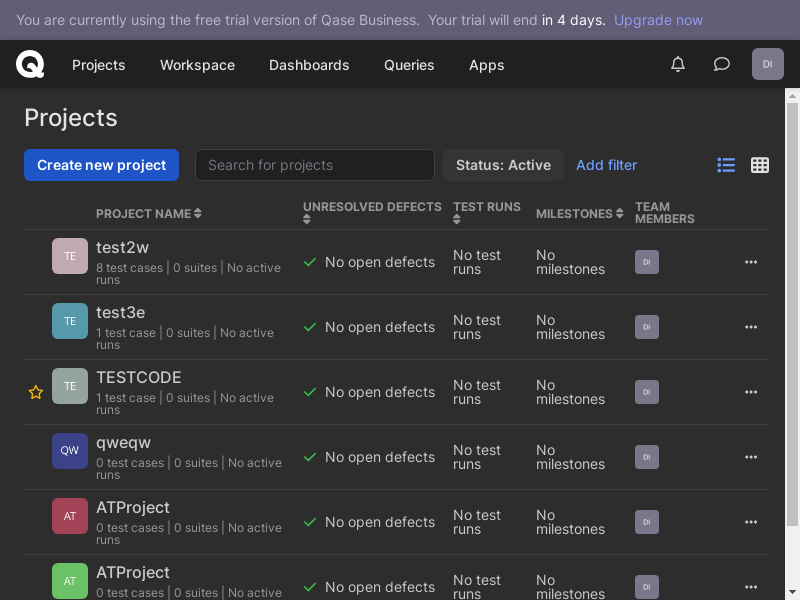 You are currently using the free trial version of Qase Business. Your trial will end in 4 days. Upgrade now
Projects Workspace Dashboards Queries Apps DI
Projects
Create new project Search for projects Status: Active Add filter
PROJECT NAME UNRESOLVED DEFECTS TEST RUNS MILESTONES TEAM MEMBERS
TE test2w
8 test cases | 0 suites | No active runs
No open defects No test runs No milestones DI
TE test3e
1 test case | 0 suites | No active runs
No open defects No test runs No milestones DI
TE TESTCODE
1 test case | 0 suites | No active runs
No open defects No test runs No milestones DI
QW qweqw
0 test cases | 0 suites | No active runs
No open defects No test runs No milestones DI
AT ATProject
0 test cases | 0 suites | No active runs
No open defects No test runs No milestones DI
AT ATProject
0 test cases | 0 suites | No active
No open defects No test runs No milestones DI